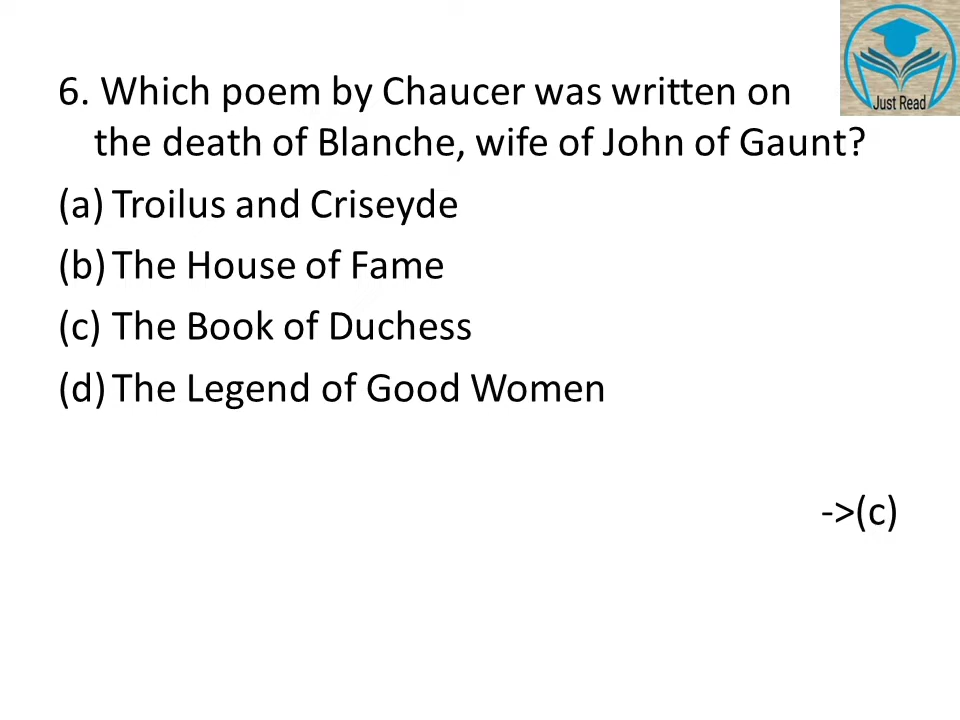 Just Read
6. Which poem by Chaucer was written on
the death of Blanche, wife of John of Gaunt?
(a) Troilus and Criseyde
(b) The House of Fame
(c) The Book of Duchess
(d) The Legend of Good Women
->(c)